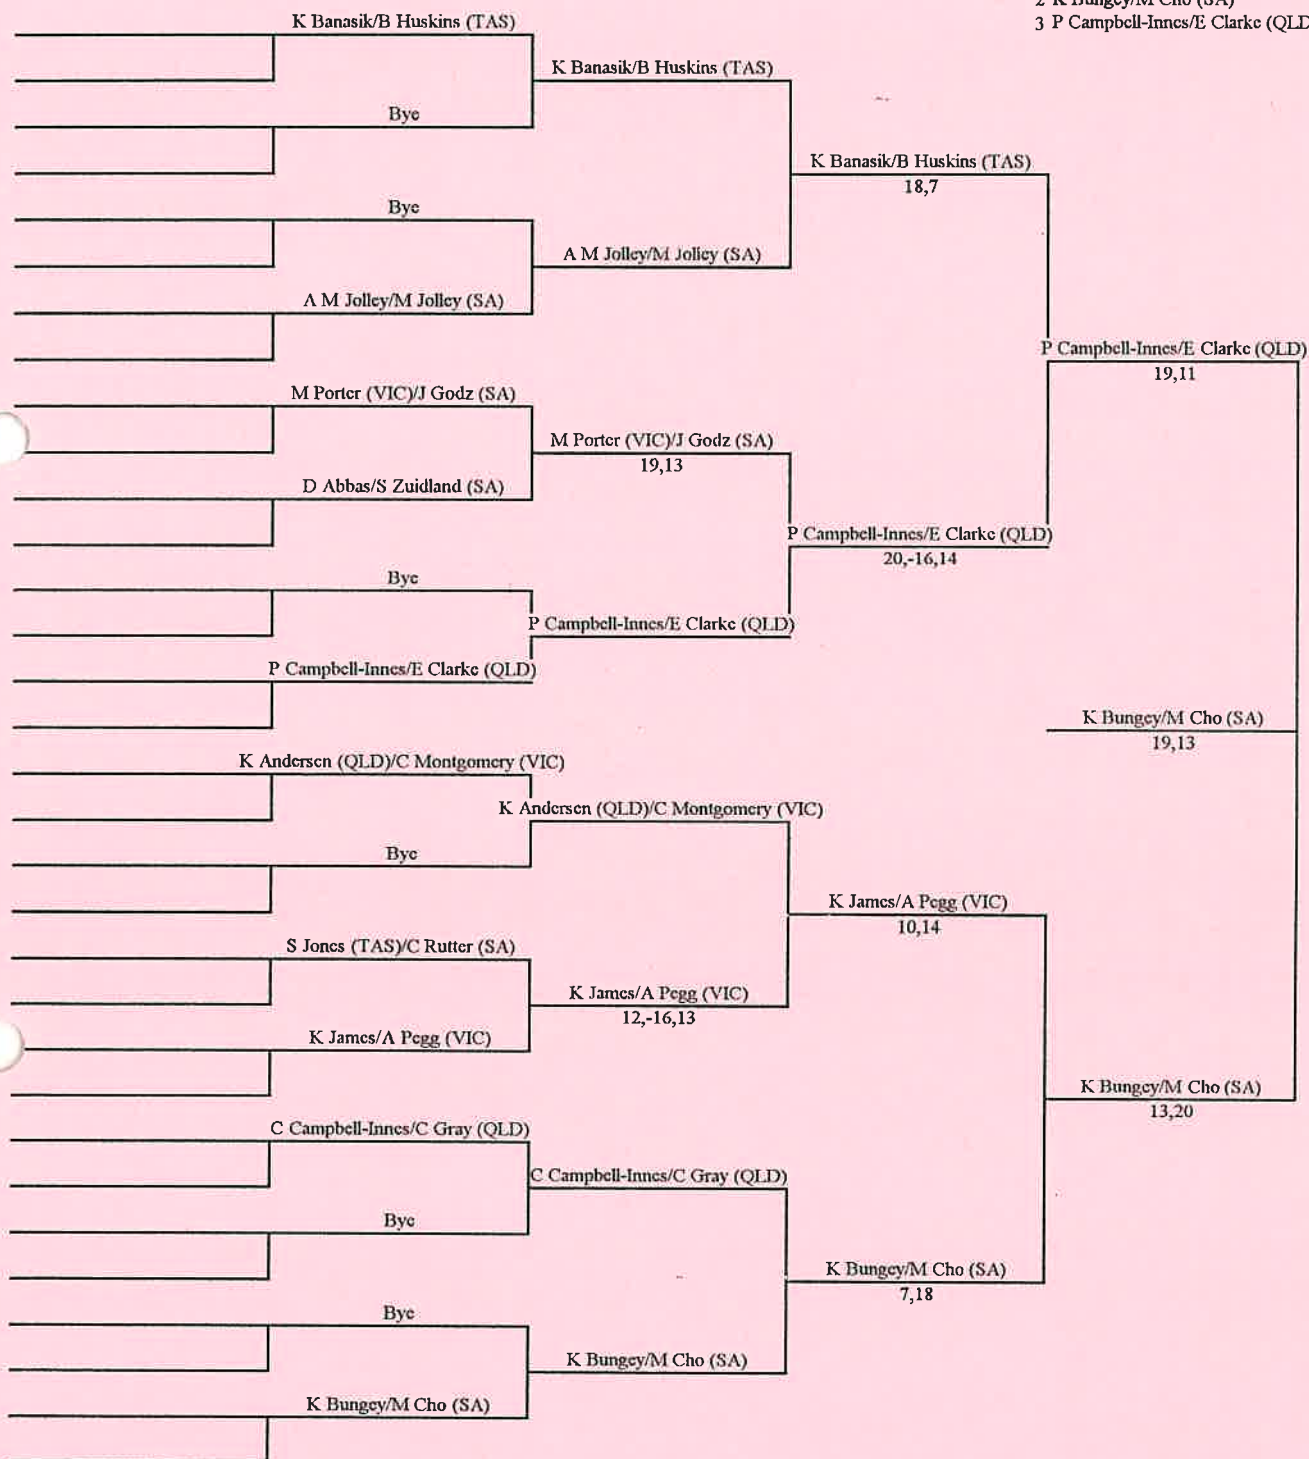 2 K Bungey/M Cho (SA)
3 P Campbell-Innes/E Clarke (QLD
K Banasik/B Huskins (TAS)
K Banasik/B Huskins (TAS)
Bye
K Banasik/B Huskins (TAS)
18,7
Bye
A M Jolley/M Jolley (SA)
A M Jolley/M Jolley (SA)
P Campbell-Innes/E Clarke (QLD)
19,11
M Porter (VIC)/J Godz (SA)
M Porter (VIC)/J Godz (SA)
19,13
D Abbas/S Zuidland (SA)
P Campbell-Innes/E Clarke (QLD)
20,-16,14
Bye
P Campbell-Innes/E Clarke (QLD)
P Campbell-Innes/E Clarke (QLD)
K Bungey/M Cho (SA)
19,13
K Andersen (QLD)/C Montgomery (VIC)
K Andersen (QLD)/C Montgomery (VIC)
Bye
K James/A Pegg (VIC)
10,14
S Jones (TAS)/C Rutter (SA)
K James/A Pegg (VIC)
12,-16,13
K James/A Pegg (VIC)
K Bungey/M Cho (SA)
13,20
C Campbell-Innes/C Gray (QLD)
C Campbell-Innes/C Gray (QLD)
Bye
K Bungey/M Cho (SA)
7,18
Bye
K Bungey/M Cho (SA)
K Bungey/M Cho (SA)